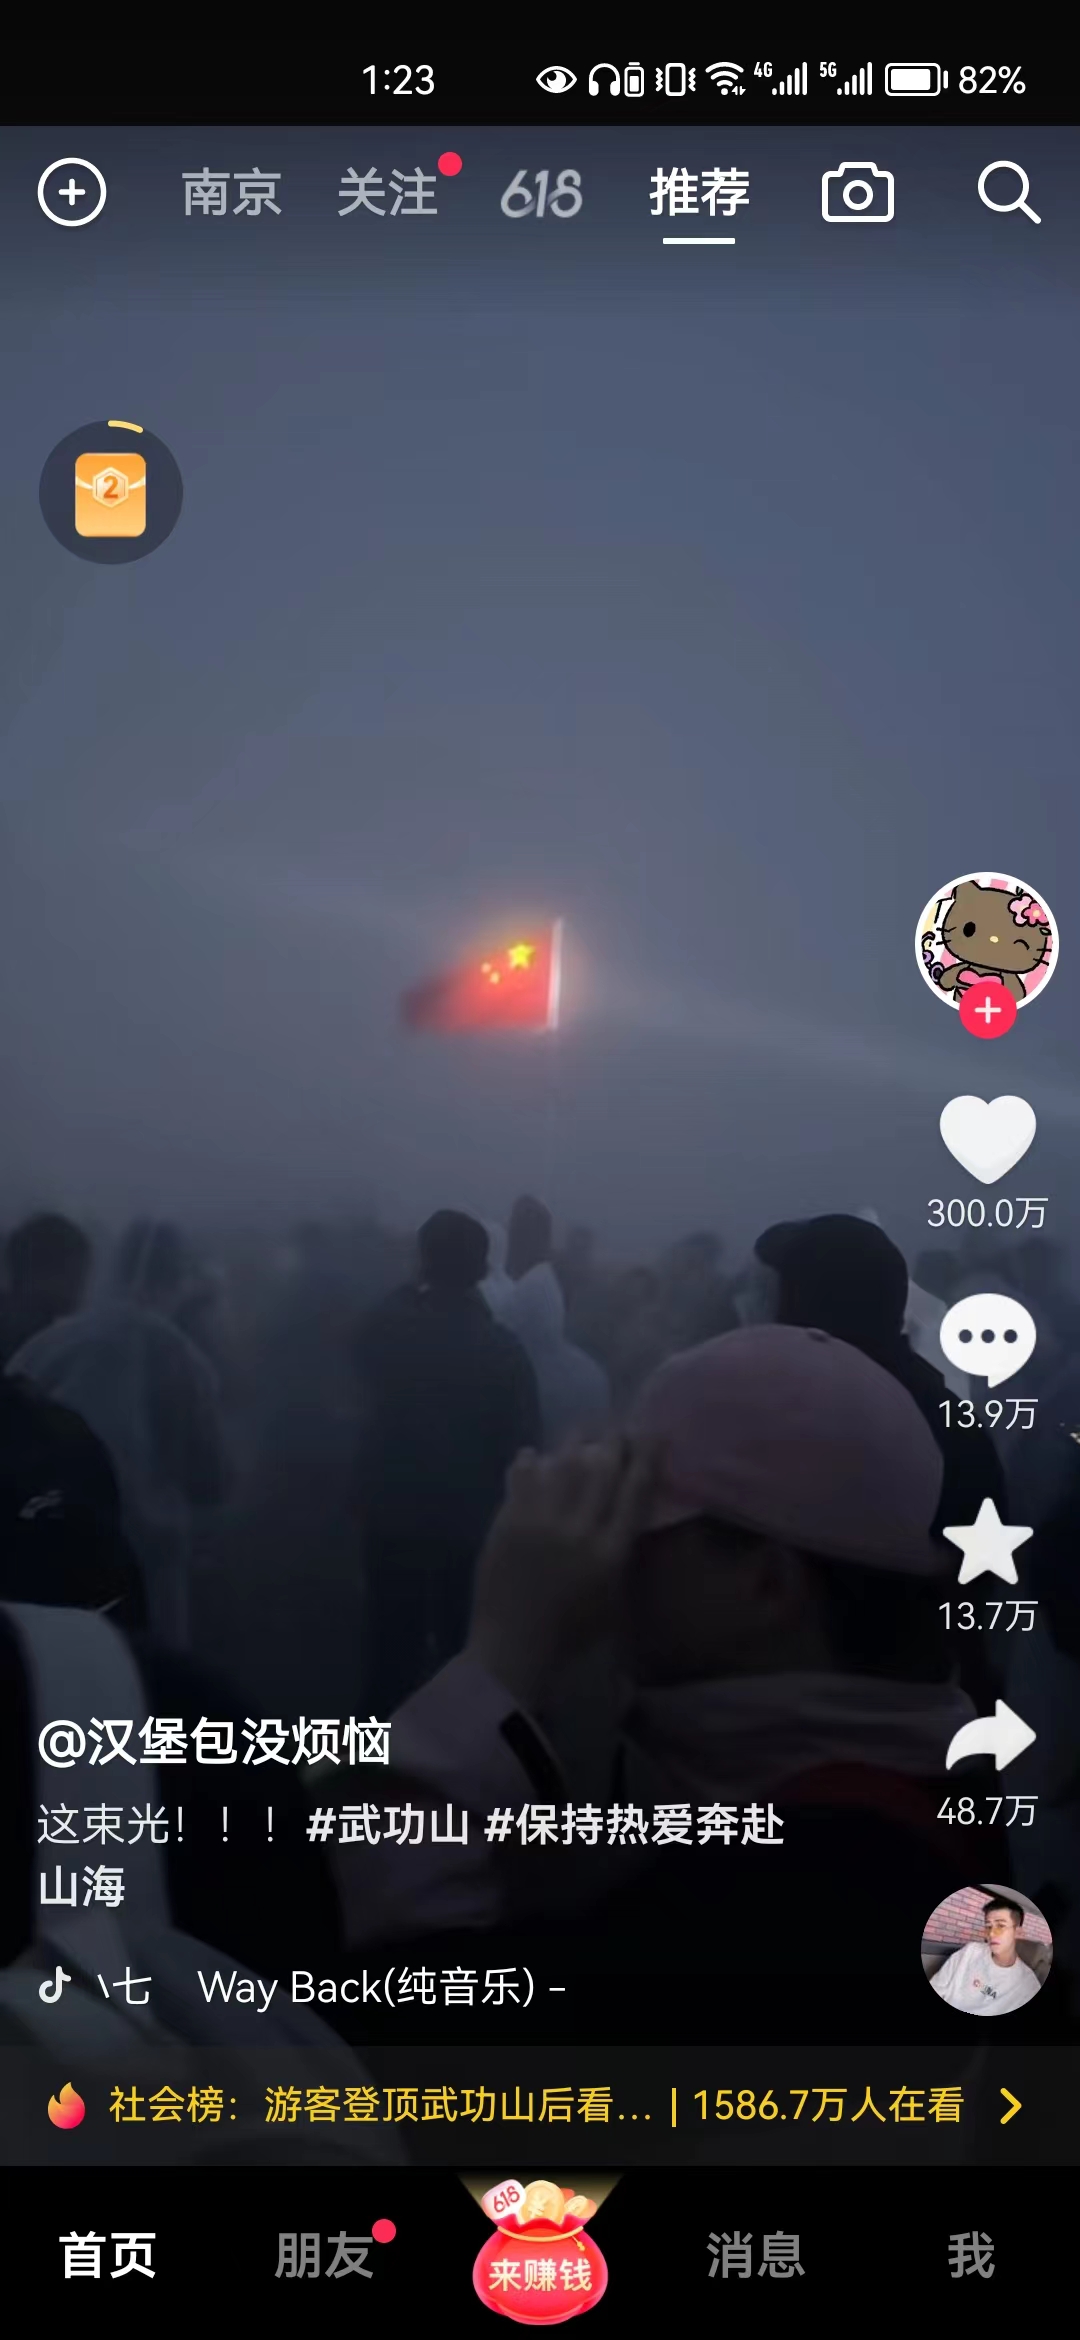 1:23 4G 5G 82%
南京 关注 618 推荐
2
300.0万
13.9万
13.7万
48.7万
@汉堡包没烦恼
这束光！！！#武功山 #保持热爱奔赴
山海
七 Way Back(纯音乐) -
社会榜：游客登顶武功山后看... | 1586.7万人在看
618
首页 朋友 来赚钱 消息 我